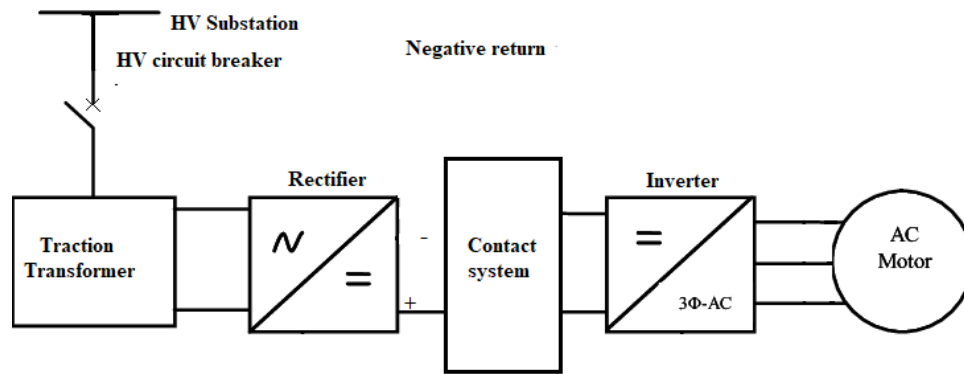 HV Substation
Negative return
HV circuit breaker
Rectifier
Inverter
Traction
Transformer
-
+
=
Contact
system
=
3Φ-AC
AC
Motor